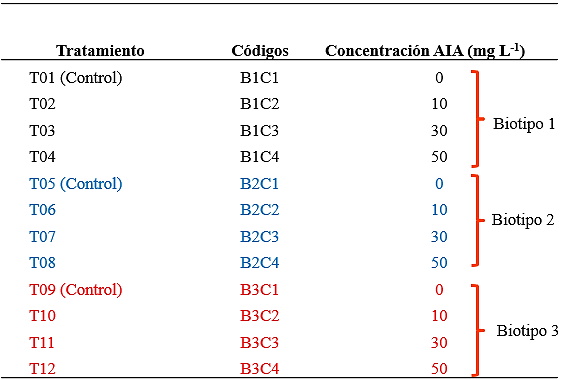 Tratamiento Códigos Concentración AIA (mg L-1)
T01 (Control) B1C1 0
T02 B1C2 10
T03 B1C3 30
T04 B1C4 50
Biotipo 1
T05 (Control) B2C1 0
T06 B2C2 10
T07 B2C3 30
T08 B2C4 50
Biotipo 2
T09 (Control) B3C1 0
T10 B3C2 10
T11 B3C3 30
T12 B3C4 50
Biotipo 3